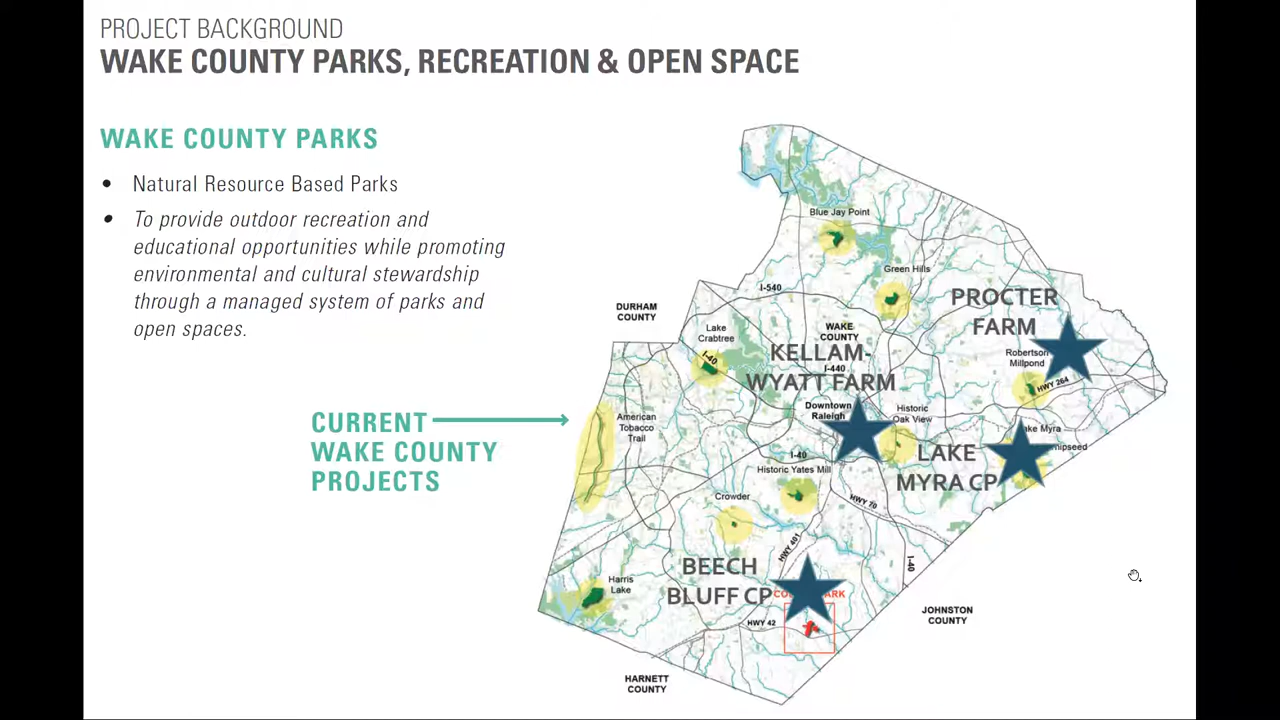 PROJECT BACKGROUND
WAKE COUNTY PARKS, RECREATION & OPEN SPACE
WAKE COUNTY PARKS
• Natural Resource Based Parks
• To provide outdoor recreation and
educational opportunities while promoting
environmental and cultural stewardship
through a managed system of parks and
open spaces.
CURRENT
WAKE COUNTY
PROJECTS
Blue Jay Point
Green Hills
I-540
DURHAM
COUNTY
PROCTER
FARM
Lake
Crabtree
WAKE
COUNTY
I-40
KELLAM-
WYATT FARM
I-440
Robertson
Millpond
HWY 264
American
Tobacco
Trail
Downtown
Raleigh
Historic
Oak View
Lake Myra
LAKE
MYRA CP
I-40
Historic Yates Mill
Crowder
HWY 70
HWY 401
I-40
BEECH
BLUFF CP
Harris
Lake
HWY 42
JOHNSTON
COUNTY
HARNETT
COUNTY